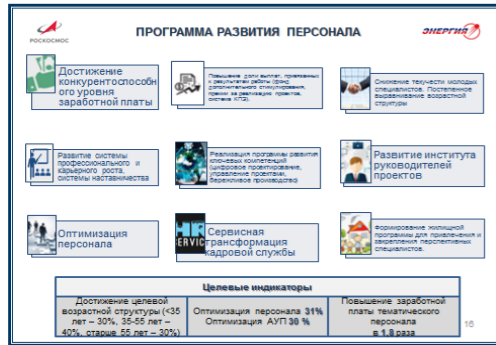 РОСКОСМОС
ПРОГРАММА РАЗВИТИЯ ПЕРСОНАЛА
ЭНЕРГИЯ
Достижение
конкурентоспособн
ого уровня
заработной платы
Повышение доли выплат, привязанных
к результатам работы (фонд
дополнительного стимулирования,
премии за реализацию проектов,
система КПЭ).
Снижение текучести молодых
специалистов. Постепенное
выравнивание возрастной
структуры
Развитие системы
профессионального и
карьерного роста,
системы наставничества
Реализация программы развития
ключевых компетенций
(цифровое проектирование,
управление проектами,
бережливое производство)
Развитие института
руководителей
проектов
Оптимизация
персонала
HR
SERVIC
Сервисная
трансформация
кадровой службы
Формирование жилищной
программы для привлечения и
закрепления перспективных
специалистов.
Целевые индикаторы
Достижение целевой
возрастной структуры (<35
лет – 30%, 35-55 лет –
40%, старше 55 лет – 30%)
Оптимизация персонала 31%
Оптимизация АУП 30 %
Повышение заработной
платы тематического
персонала
в 1,8 раза
16